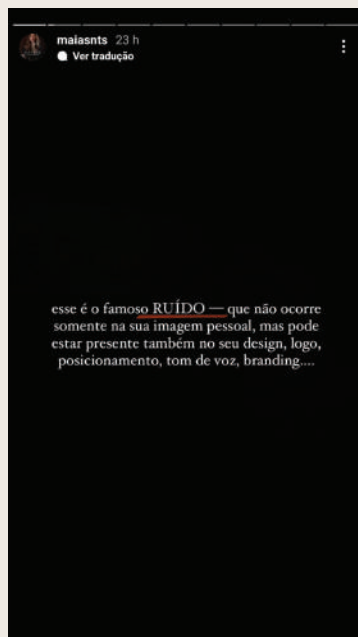 maiasnts 23 h
Ver tradução
esse é o famoso RUÍDO — que não ocorre
somente na sua imagem pessoal, mas pode
estar presente também no seu design, logo,
posicionamento, tom de voz, branding....